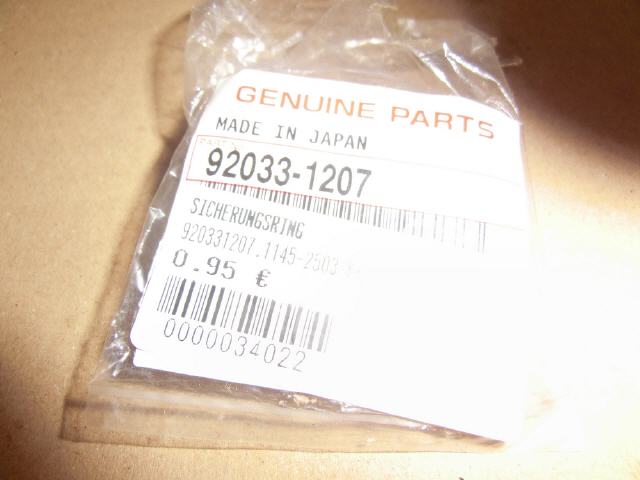 GENUINE PARTS
MADE IN JAPAN
92033-1207
SICHERUNGSRING
920331207.1145-2503
0.95 €
0000034022